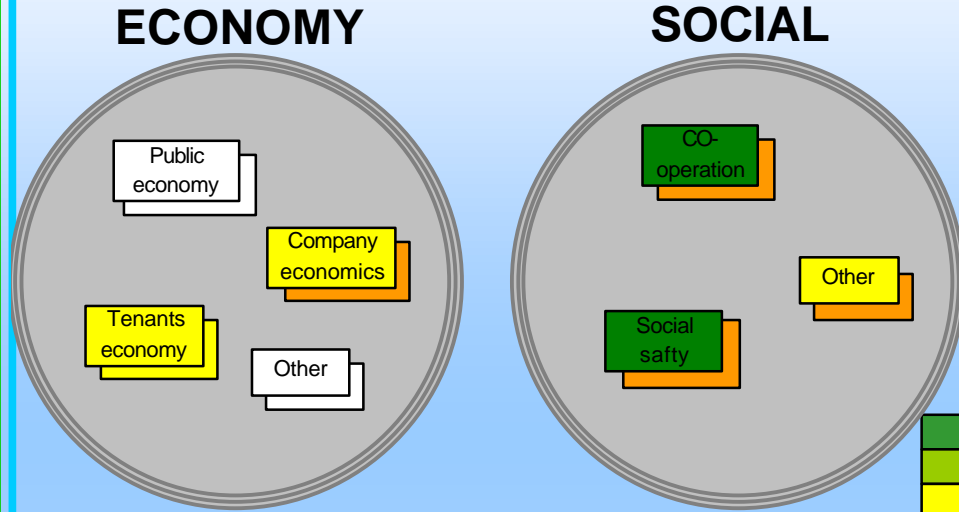 ECONOMY
SOCIAL
Public
economy
Company
economics
Tenants
economy
Other
CO-
operation
Other
Social
safty